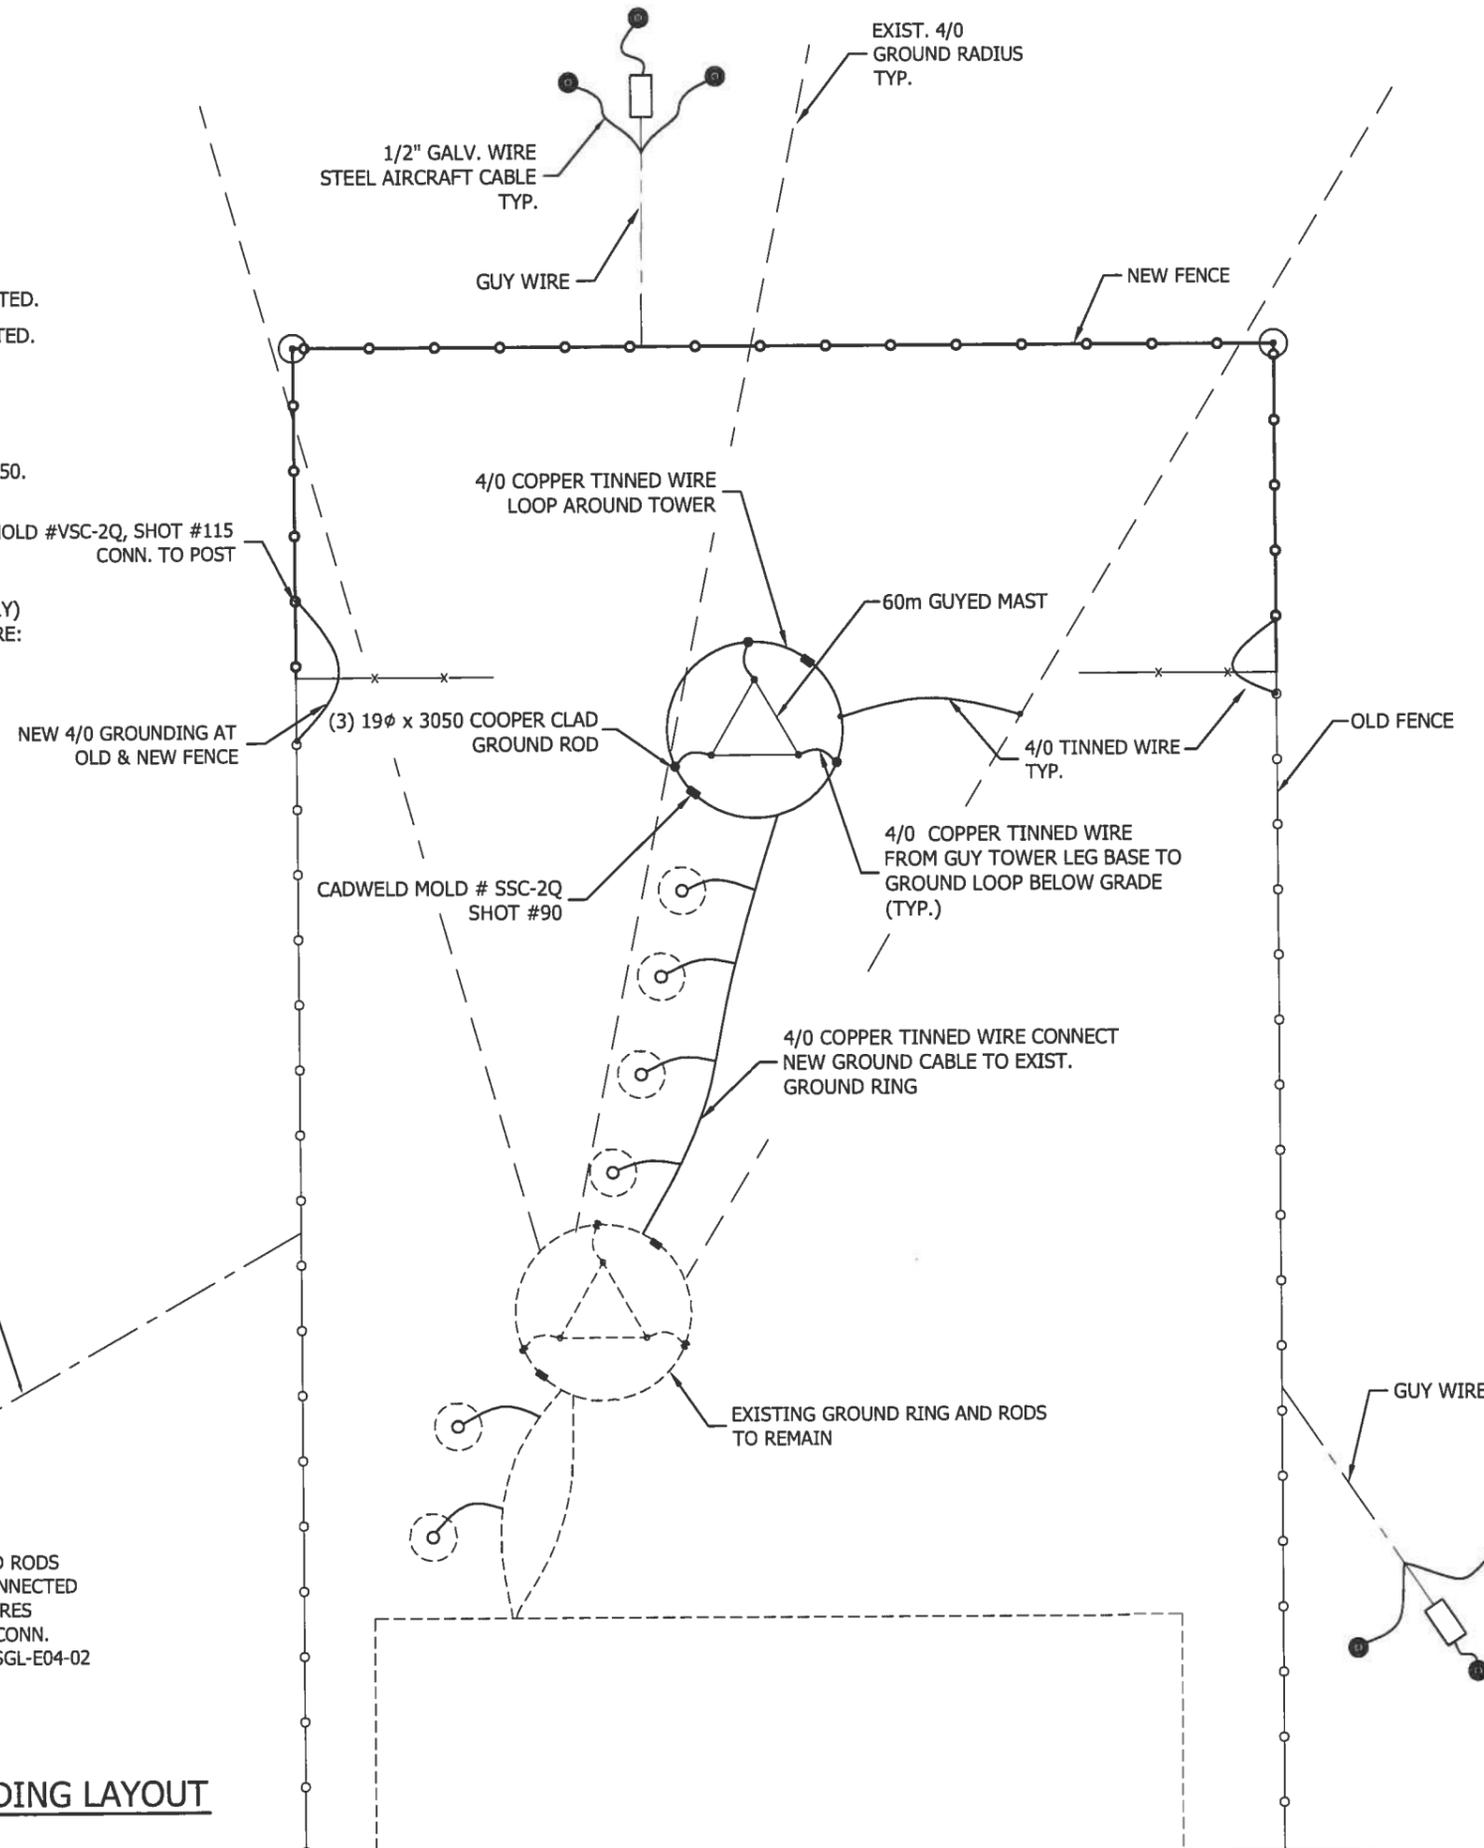 EXIST. 4/0
GROUND RADIUS
TYP.
1/2" GALV. WIRE
STEEL AIRCRAFT CABLE
TYP.
GUY WIRE
NEW FENCE
TED.
TED.
50.
4/0 COPPER TINNED WIRE
LOOP AROUND TOWER
OLD #VSC-2Q, SHOT #115
CONN. TO POST
60m GUYED MAST
Y)
RE:
NEW 4/0 GROUNDING AT
OLD & NEW FENCE
(3) 19ϕ x 3050 COOPER CLAD
GROUND ROD
4/0 TINNED WIRE
TYP.
OLD FENCE
4/0 COPPER TINNED WIRE
FROM GUY TOWER LEG BASE TO
GROUND LOOP BELOW GRADE
(TYP.)
CADWELD MOLD # SSC-2Q
SHOT #90
4/0 COPPER TINNED WIRE CONNECT
NEW GROUND CABLE TO EXIST.
GROUND RING
GUY WIRE
EXISTING GROUND RING AND RODS
TO REMAIN
RODS
NNECTED
RES
CONN.
SGL-E04-02
DING LAYOUT